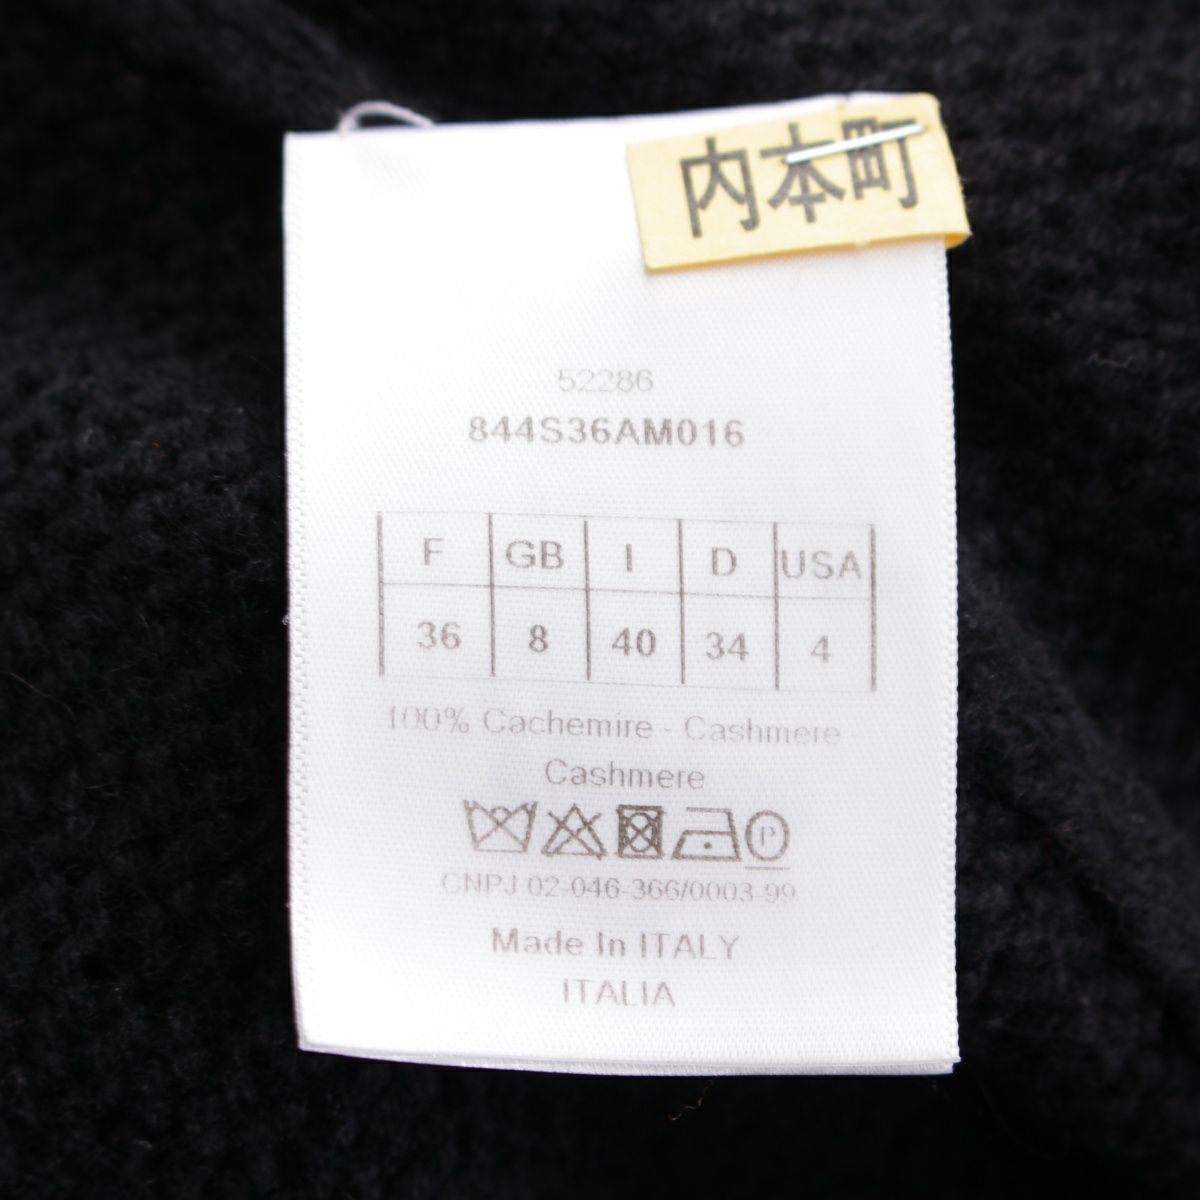 内本町
52286
844S36AM016
F GB I D USA
36 8 40 34 4
100% Cachemire - Cashmere -
Cashmere
P
CNPJ 02-046-366/0003-99
Made In ITALY
ITALIA